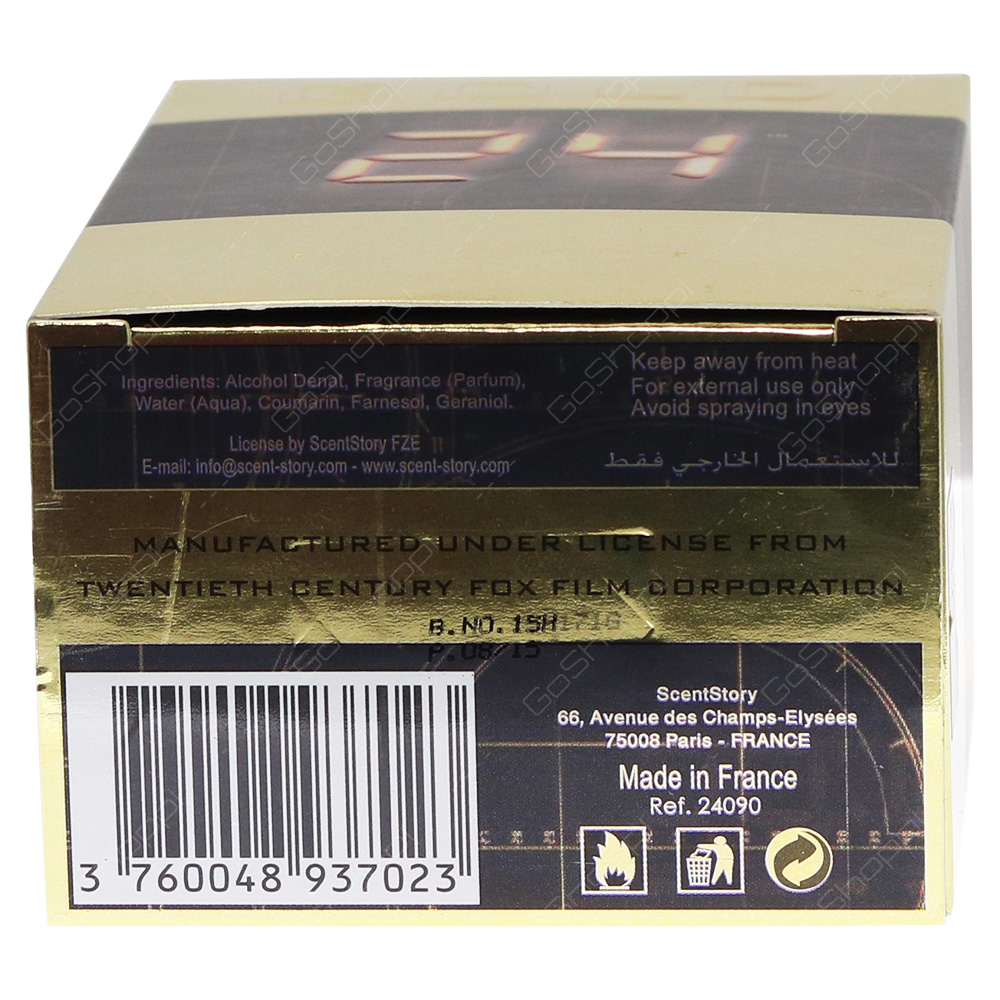 24
Ingredients: Alcohol Denat, Fragrance (Parfum),
Water (Aqua), Coumarin, Farnesol, Geraniol.
License by ScentStory FZE
E-mail: info@scent-story.com - www.scent-story.com
Keep away from heat
For external use only
Avoid spraying in eyes
للإستعمال الخارجي فقط
MANUFACTURED UNDER LICENSE FROM
TWENTIETH CENTURY FOX FILM CORPORATION
B.NO.15H171G
P.08/15
3 760048 937023
ScentStory
66, Avenue des Champs-Elysées
75008 Paris - FRANCE
Made in France
Ref. 24090